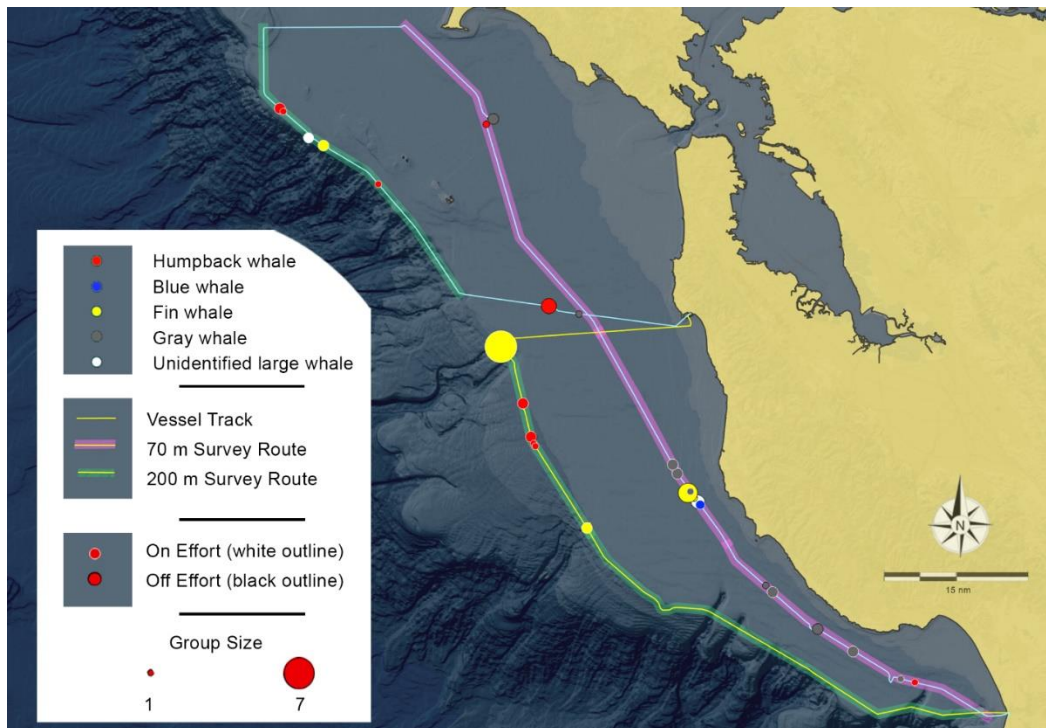 Humpback whale
Blue whale
Fin whale
Gray whale
Unidentified large whale
Vessel Track
70 m Survey Route
200 m Survey Route
On Effort (white outline)
Off Effort (black outline)
Group Size
1
7
N
15 nm